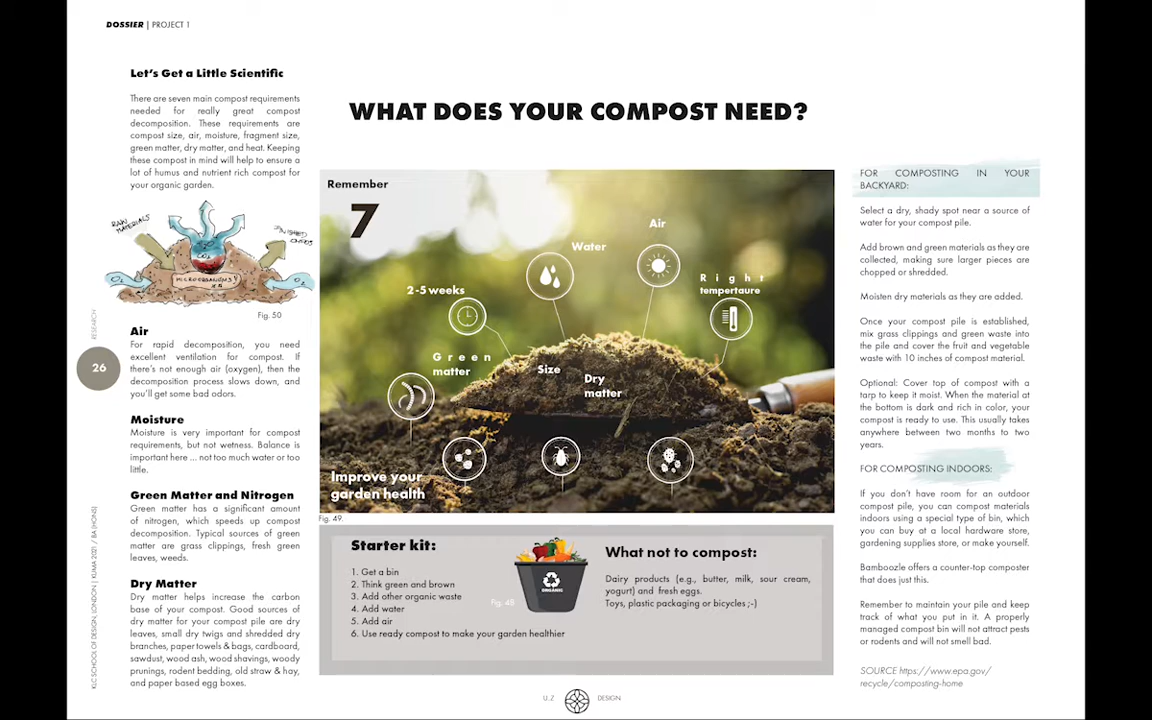 DOSSIER | PROJECT 1
Let's Get a Little Scientific
There are seven main compost requirements
needed for really great compost
decomposition. These requirements are
compost size, air, moisture, fragment size,
green matter, dry matter, and heat. Keeping
these compost in mind will help to ensure a
lot of humus and nutrient rich compost for
your organic garden.
RAW
MATERIALS
CO₂
FINISHED
MICROORGANISMS
O₂
O₂
Fig. 50
Air
For rapid decomposition, you need
excellent ventilation for compost. If
there's not enough air (oxygen), then the
decomposition process slows down, and
you'll get some bad odors.
Moisture
Moisture is very important for compost
requirements, but not wetness. Balance is
important here ... not too much water or too
little.
Green Matter and Nitrogen
Green matter has a significant amount
of nitrogen, which speeds up compost
decomposition. Typical sources of green
matter are grass clippings, fresh green
leaves, weeds.
Dry Matter
Dry matter helps increase the carbon
base of your compost. Good sources of
dry matter for your compost pile are dry
leaves, small dry twigs and shredded dry
branches, paper towels & bags, cardboard,
sawdust, wood ash, wood shavings, woody
prunings, rodent bedding, old straw & hay,
and paper based egg boxes.
RESEARCH
26
KLC SCHOOL OF DESIGN, LONDON | KUMA 2021 / BA (HONS)
WHAT DOES YOUR COMPOST NEED?
Remember
7
Air
Water
Right
tempertaure
2-5 weeks
Green
matter
Size
Dry
matter
Improve your
garden health
Fig. 49.
Starter kit:
1. Get a bin
2. Think green and brown
3. Add other organic waste
4. Add water
5. Add air
6. Use ready compost to make your garden healthier
Fig. 48
ORGANIC
What not to compost:
Dairy products (e.g., butter, milk, sour cream,
yogurt) and fresh eggs.
Toys, plastic packaging or bicycles ;-)
U.Z DESIGN
FOR COMPOSTING IN YOUR
BACKYARD:
Select a dry, shady spot near a source of
water for your compost pile.
Add brown and green materials as they are
collected, making sure larger pieces are
chopped or shredded.
Moisten dry materials as they are added.
Once your compost pile is established,
mix grass clippings and green waste into
the pile and cover the fruit and vegetable
waste with 10 inches of compost material.
Optional: Cover top of compost with a
tarp to keep it moist. When the material at
the bottom is dark and rich in color, your
compost is ready to use. This usually takes
anywhere between two months to two
years.
FOR COMPOSTING INDOORS:
If you don't have room for an outdoor
compost pile, you can compost materials
indoors using a special type of bin, which
you can buy at a local hardware store,
gardening supplies store, or make yourself.
Bamboozle offers a counter-top composter
that does just this.
Remember to maintain your pile and keep
track of what you put in it. A properly
managed compost bin will not attract pests
or rodents and will not smell bad.
SOURCE https://www.epa.gov/
recycle/composting-home